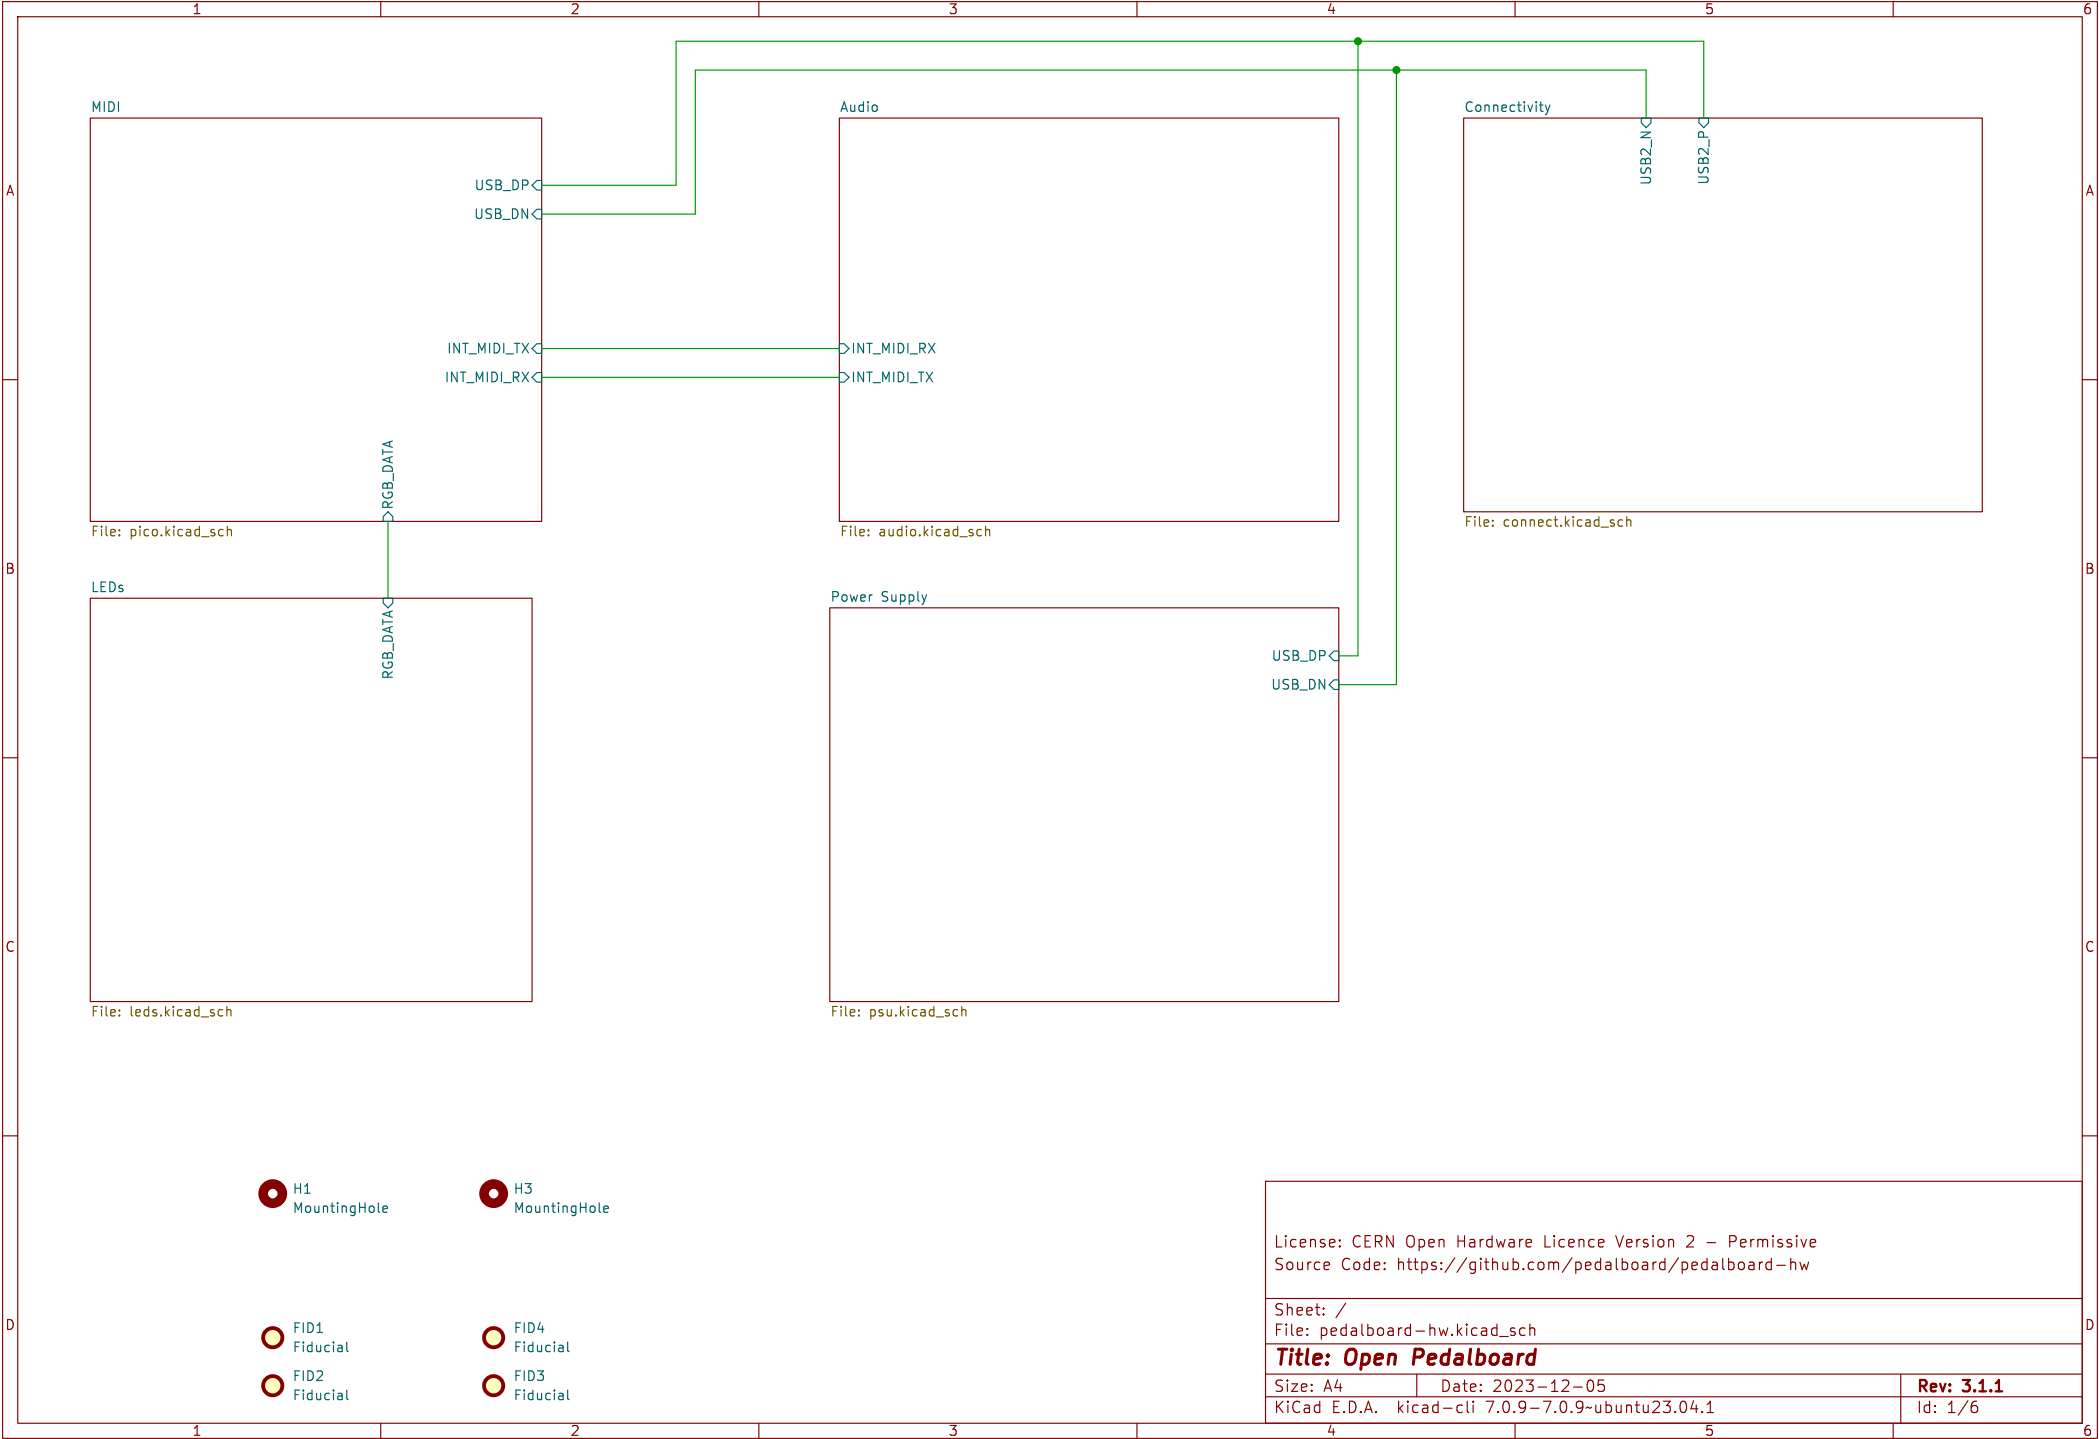 1 2 3 4 5 6
MIDI
Audio
Connectivity
USB_DP
USB_DN
USB2_N
USB2_P
A
A
INT_MIDI_TX
INT_MIDI_RX
INT_MIDI_RX
INT_MIDI_TX
RGB_DATA
File: pico.kicad_sch
File: audio.kicad_sch
File: connect.kicad_sch
B
B
LEDs
Power Supply
RGB_DATA
USB_DP
USB_DN
C
C
File: leds.kicad_sch
File: psu.kicad_sch
H1
MountingHole
H3
MountingHole
FID1
Fiducial
FID4
Fiducial
FID2
Fiducial
FID3
Fiducial
D
D
License: CERN Open Hardware Licence Version 2 - Permissive
Source Code: https://github.com/pedalboard/pedalboard-hw
Sheet: /
File: pedalboard-hw.kicad_sch
Title: Open Pedalboard
Size: A4 Date: 2023-12-05 Rev: 3.1.1
KiCad E.D.A. kicad-cli 7.0.9-7.0.9~ubuntu23.04.1 Id: 1/6
1 2 3 4 5 6